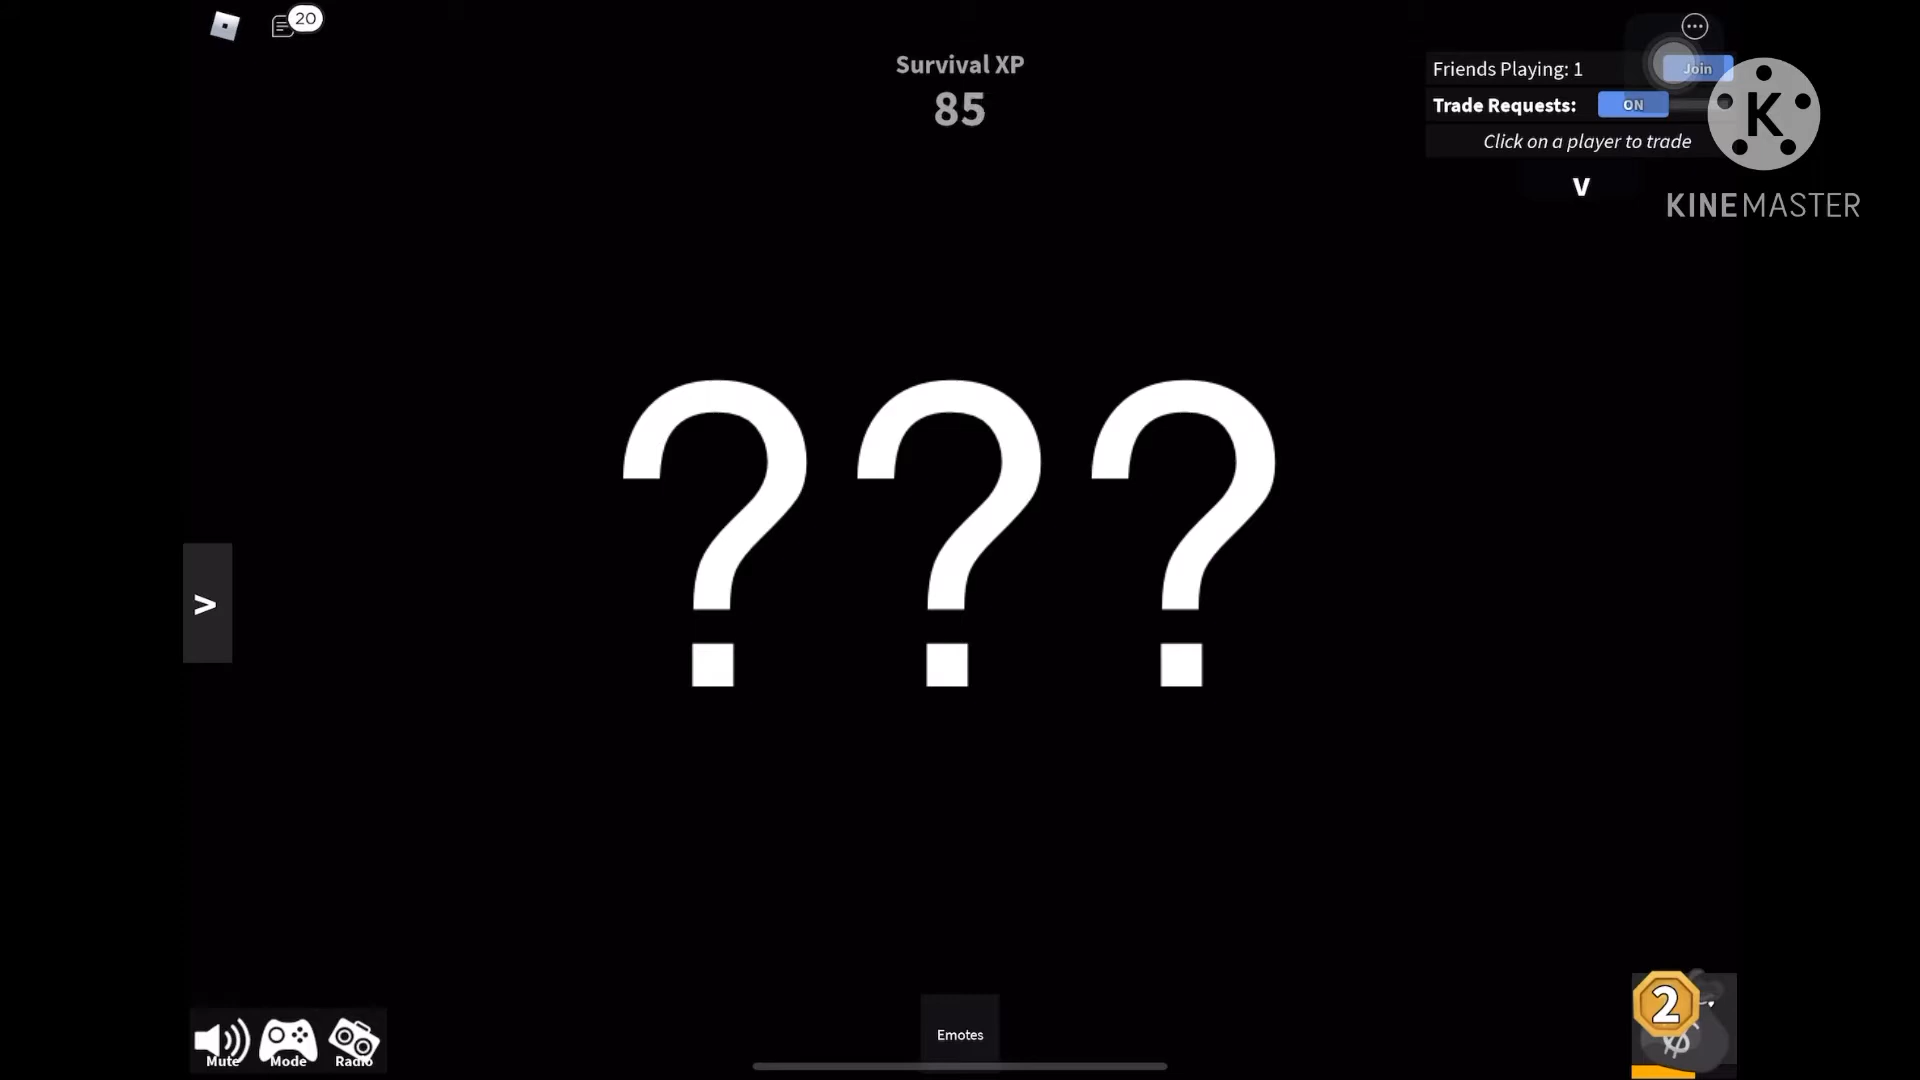 20
Survival XP
85
Friends Playing: 1
Join
Trade Requests:
ON
Click on a player to trade
v
K
KINEMASTER
???
>
Mute
Mode
Radio
Emotes
2